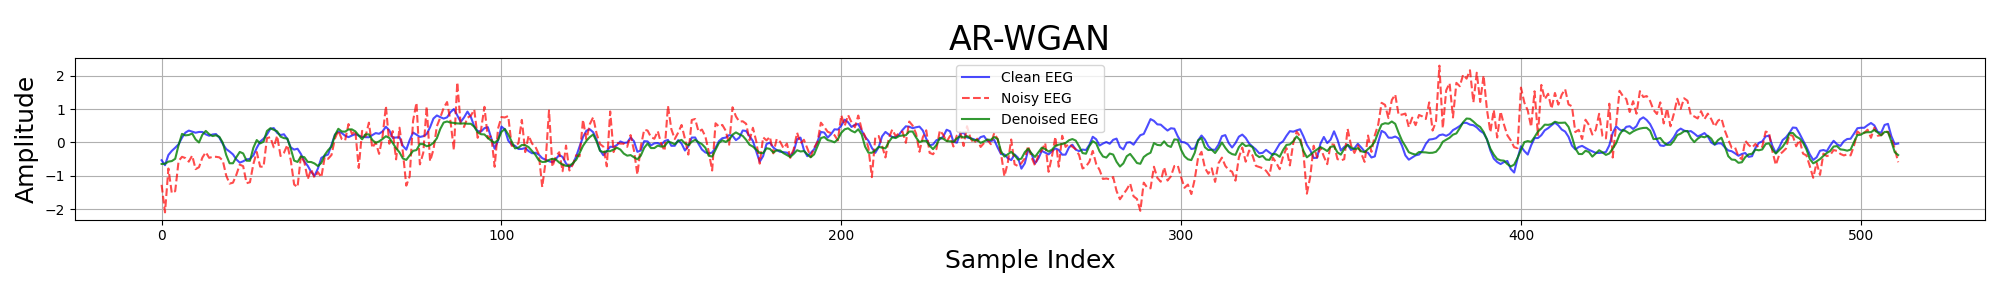 AR-WGAN
Amplitude
2
1
0
−1
−2
Clean EEG
Noisy EEG
Denoised EEG
0 100 200 300 400 500
Sample Index